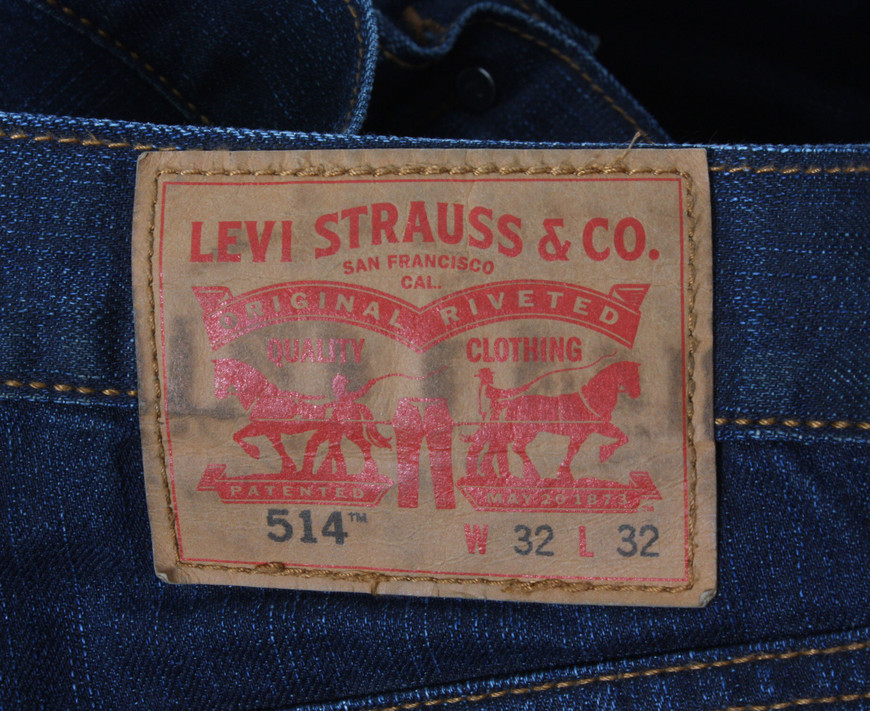 LEVI STRAUSS & CO.
SAN FRANCISCO
CAL.
ORIGINAL RIVETED
QUALITY CLOTHING
PATENTED MAY 20 1873
514™ W 32 L 32